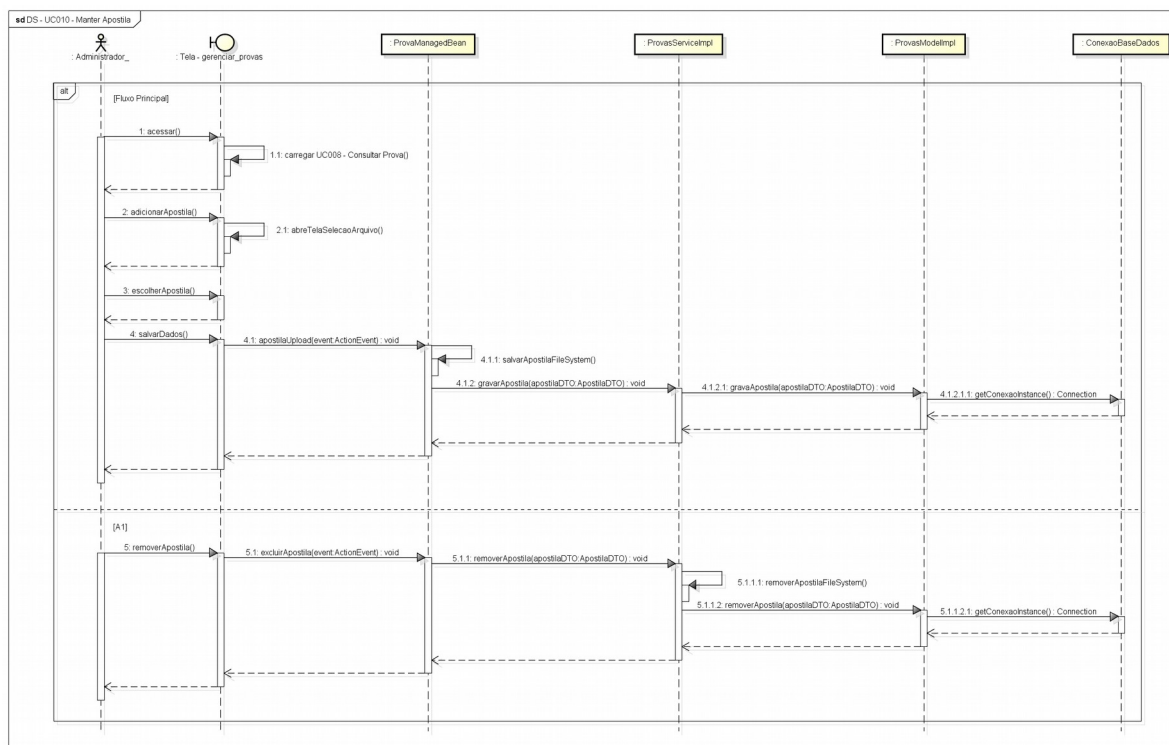 sd DS - UC010 - Manter Apostila
: Administrador_
: Tela - gerenciar_provas
: ProvaManagedBean
: ProvasServiceImpl
: ProvasModelImpl
: ConexaoBaseDados
alt
[Fluxo Principal]
1: acessar()
1.1: carregar UC008 - Consultar Prova()
2: adicionarApostila()
2.1: abreTelaSelecaoArquivo()
3: escolherApostila()
4: salvarDados()
4.1: apostilaUpload(event:ActionEvent) : void
4.1.1: salvarApostilaFileSystem()
4.1.2: gravarApostila(apostilaDTO:ApostilaDTO) : void
4.1.2.1: gravaApostila(apostilaDTO:ApostilaDTO) : void
4.1.2.1.1: getConexaoInstance() : Connection
[A1]
5: removerApostila()
5.1: excluirApostila(event:ActionEvent) : void
5.1.1: removerApostila(apostilaDTO:ApostilaDTO) : void
5.1.1.1: removerApostilaFileSystem()
5.1.1.2: removerApostila(apostilaDTO:ApostilaDTO) : void
5.1.1.2.1: getConexaoInstance() : Connection